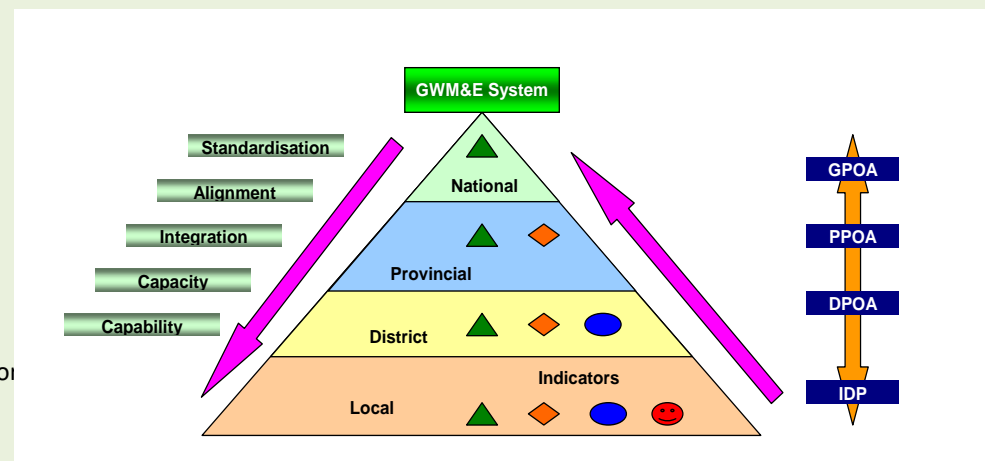 GWM&E System
Standardisation
Alignment
Integration
Capacity
Capability
National
Provincial
District
Indicators
Local
GPOA
PPOA
DPOA
IDP